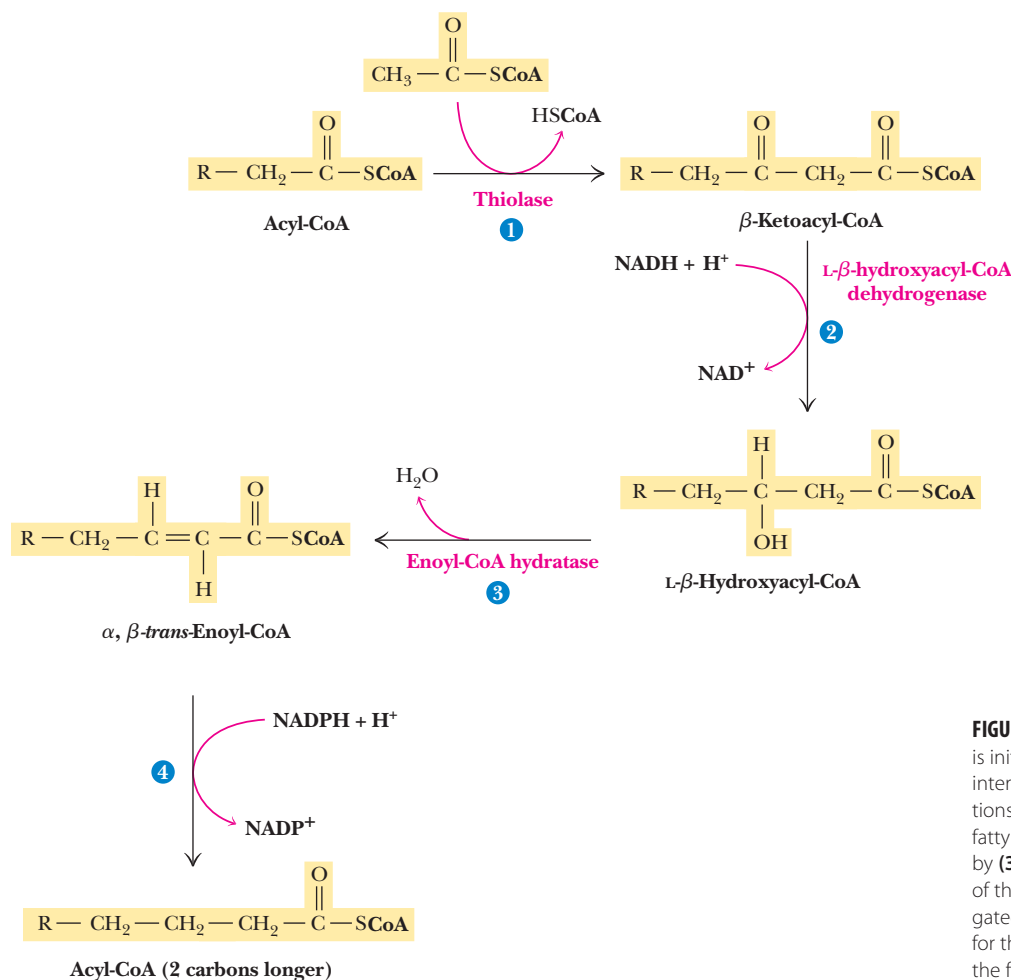 O
||
CH₃ — C — SCoA
HSCoA
O
||
R — CH₂ — C — SCoA
Acyl-CoA
Thiolase
1
O O
|| ||
R — CH₂ — C — CH₂ — C — SCoA
β-Ketoacyl-CoA
NADH + H⁺
L-β-hydroxyacyl-CoA
dehydrogenase
2
NAD⁺
H O
| ||
R — CH₂ — C — CH₂ — C — SCoA
|
OH
L-β-Hydroxyacyl-CoA
H₂O
Enoyl-CoA hydratase
3
H O
| ||
R — CH₂ — C = C — C — SCoA
|
H
α, β-trans-Enoyl-CoA
4
NADPH + H⁺
NADP⁺
O
||
R — CH₂ — CH₂ — CH₂ — C — SCoA
Acyl-CoA (2 carbons longer)
FIGU
is ini
inter
tions
fatty
by (3
of th
gate
for th
the f